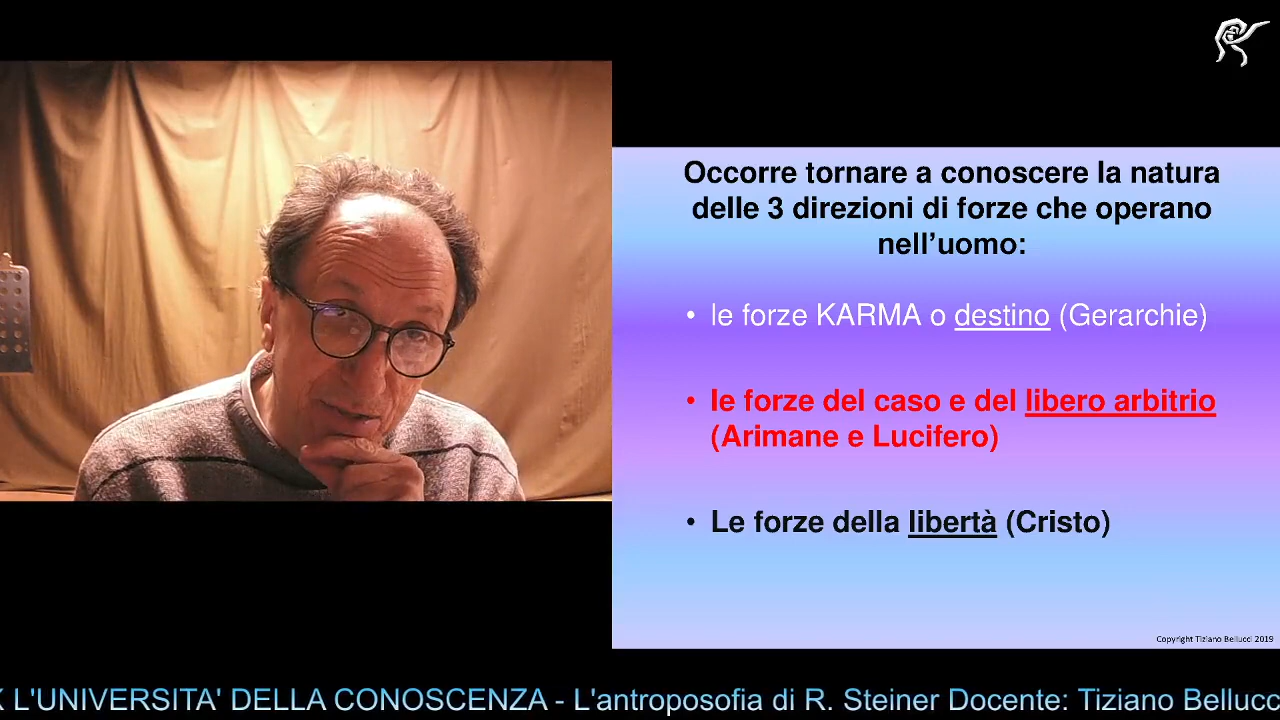 Occorre tornare a conoscere la natura
delle 3 direzioni di forze che operano
nell’uomo:
• le forze KARMA o destino (Gerarchie)
• le forze del caso e del libero arbitrio
(Arimane e Lucifero)
• Le forze della libertà (Cristo)
Copyright Tiziano Bellucci 2019
L'UNIVERSITA' DELLA CONOSCENZA - L'antroposofia di R. Steiner Docente: Tiziano Bellucc